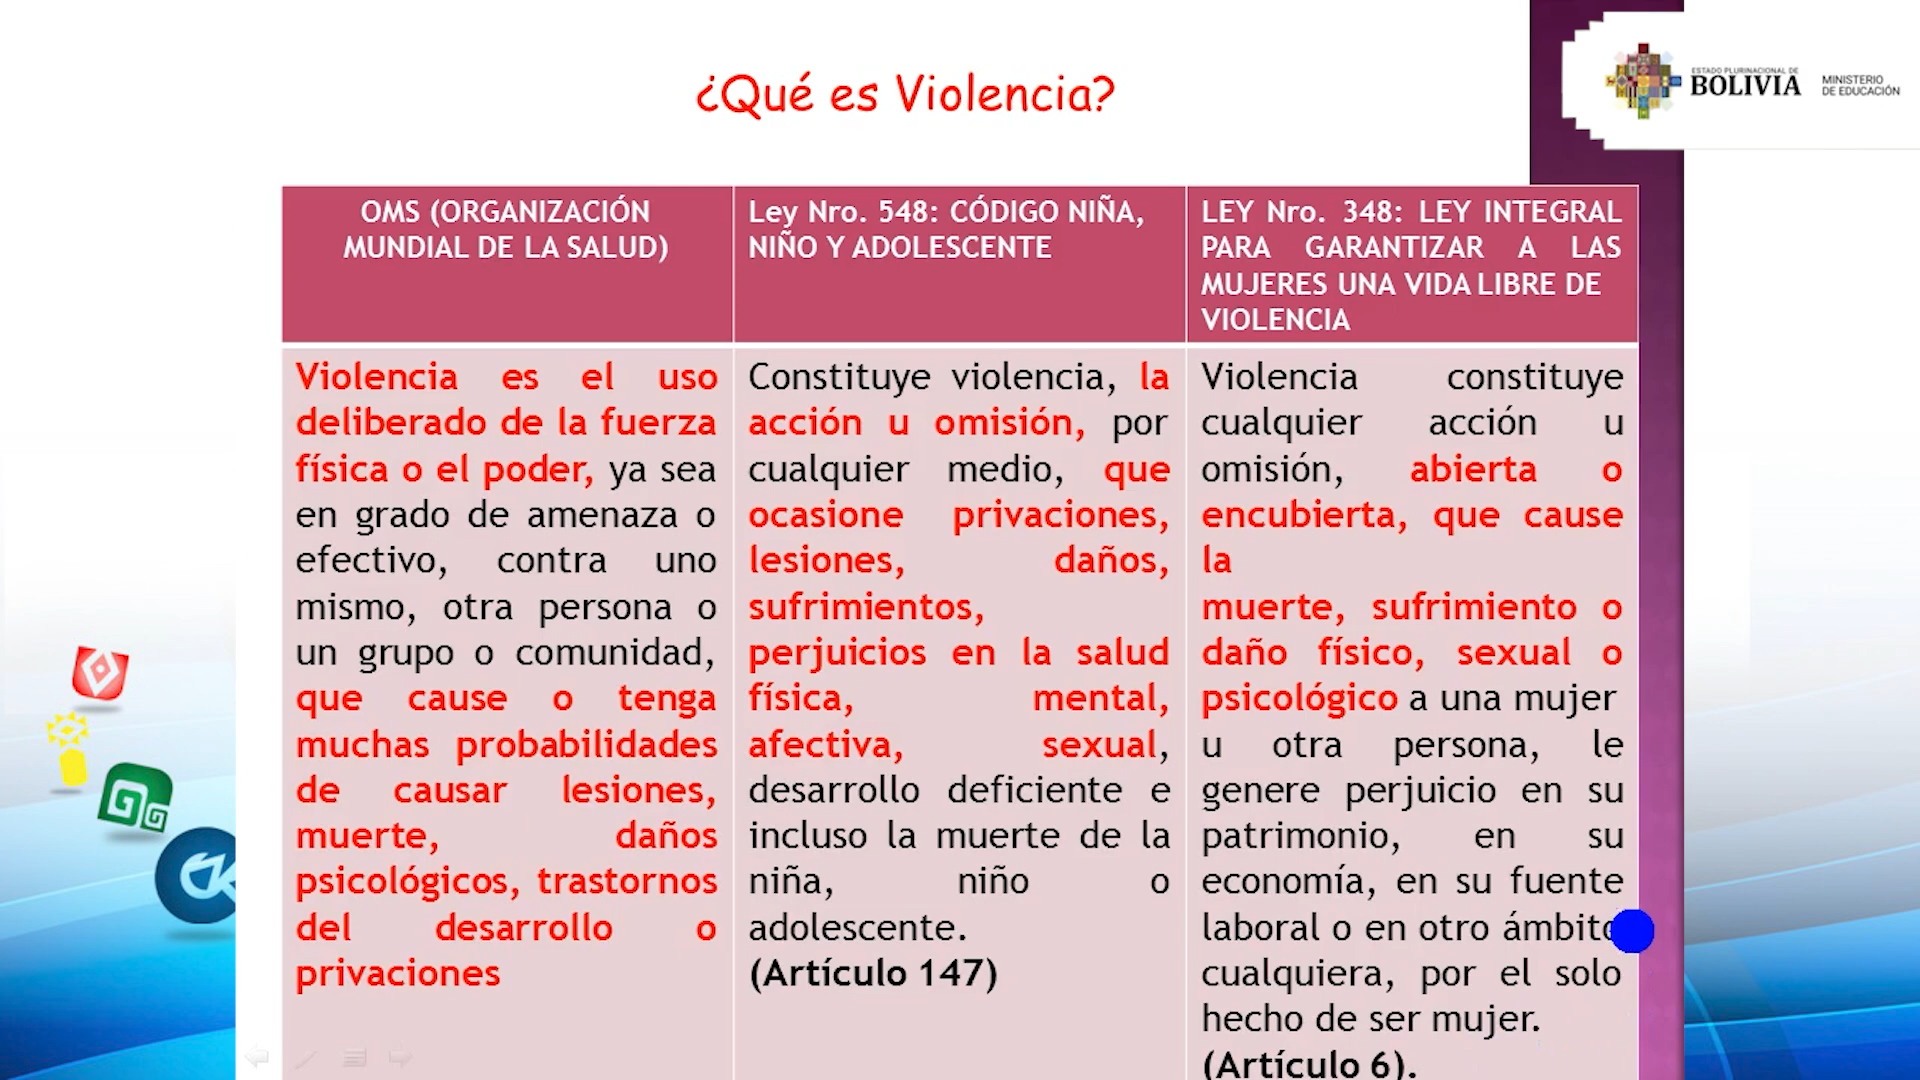 ¿Qué es Violencia?
ESTADO PLURINACIONAL DE
BOLIVIA
MINISTERIO
DE EDUCACIÓN
OMS (ORGANIZACIÓN
MUNDIAL DE LA SALUD)
Ley Nro. 548: CÓDIGO NIÑA,
NIÑO Y ADOLESCENTE
LEY Nro. 348: LEY INTEGRAL
PARA GARANTIZAR A LAS
MUJERES UNA VIDA LIBRE DE
VIOLENCIA
Violencia es el uso
deliberado de la fuerza
física o el poder, ya sea
en grado de amenaza o
efectivo, contra uno
mismo, otra persona o
un grupo o comunidad,
que cause o tenga
muchas probabilidades
de causar lesiones,
muerte, daños
psicológicos, trastornos
del desarrollo o
privaciones
Constituye violencia, la
acción u omisión, por
cualquier medio, que
ocasione privaciones,
lesiones, daños,
sufrimientos,
perjuicios en la salud
física, mental,
afectiva, sexual,
desarrollo deficiente e
incluso la muerte de la
niña, niño o
adolescente.
(Artículo 147)
Violencia constituye
cualquier acción u
omisión, abierta o
encubierta, que cause
la
muerte, sufrimiento o
daño físico, sexual o
psicológico a una mujer
u otra persona, le
genere perjuicio en su
patrimonio, en su
economía, en su fuente
laboral o en otro ámbito
cualquiera, por el solo
hecho de ser mujer.
(Artículo 6).